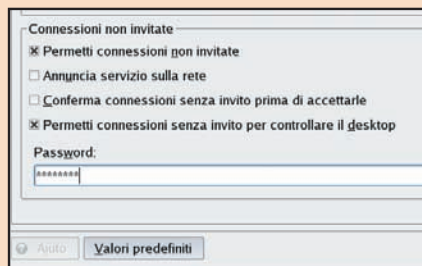 Connessioni non invitate
Permetti connessioni non invitate
Annuncia servizio sulla rete
Conferma connessioni senza invito prima di accettarle
Permetti connessioni senza invito per controllare il desktop
Password:
********
Aiuto Valori predefiniti